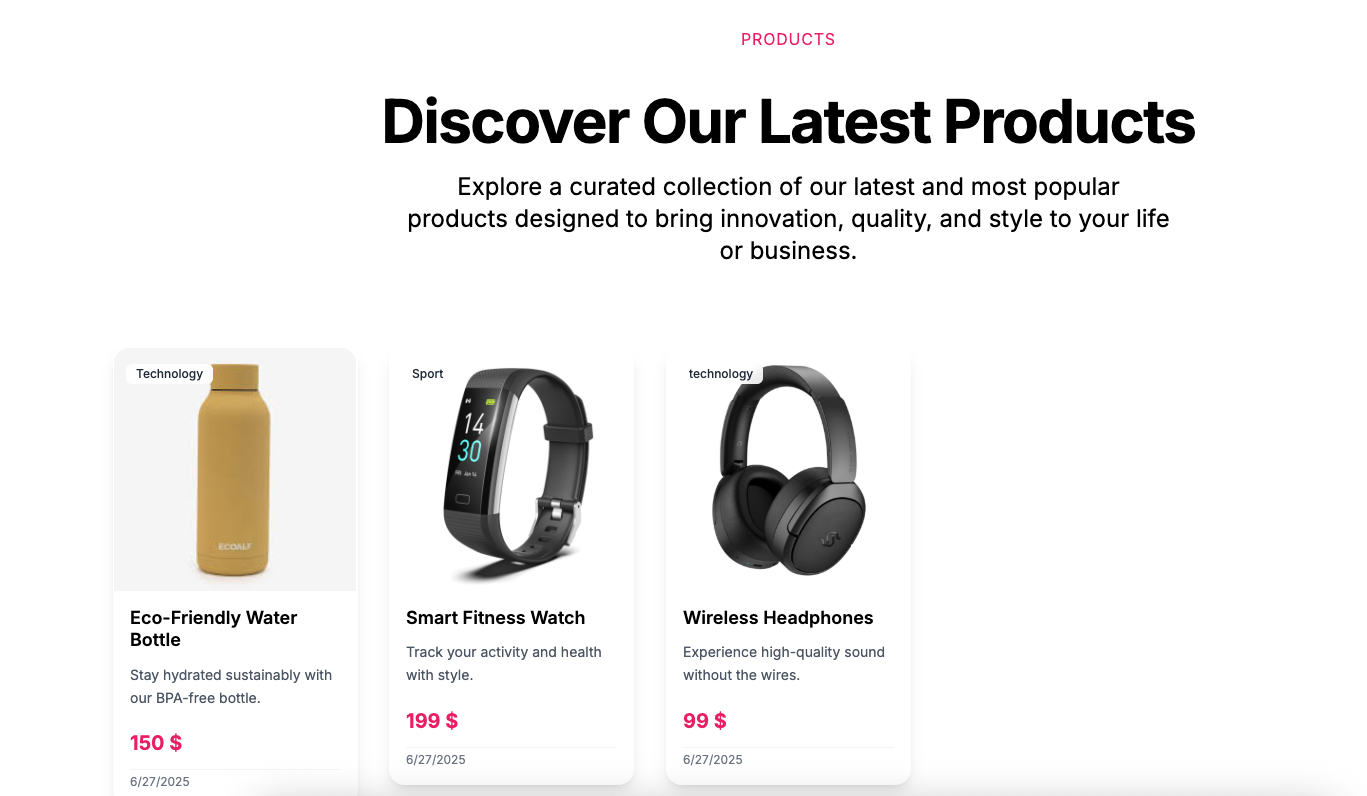 PRODUCTS
Discover Our Latest Products
Explore a curated collection of our latest and most popular
products designed to bring innovation, quality, and style to your life
or business.
Technology
ECOALF
Eco-Friendly Water
Bottle
Stay hydrated sustainably with
our BPA-free bottle.
150 $
6/27/2025
Sport
14
30
FRI Jun 14
Smart Fitness Watch
Track your activity and health
with style.
199 $
6/27/2025
technology
Wireless Headphones
Experience high-quality sound
without the wires.
99 $
6/27/2025